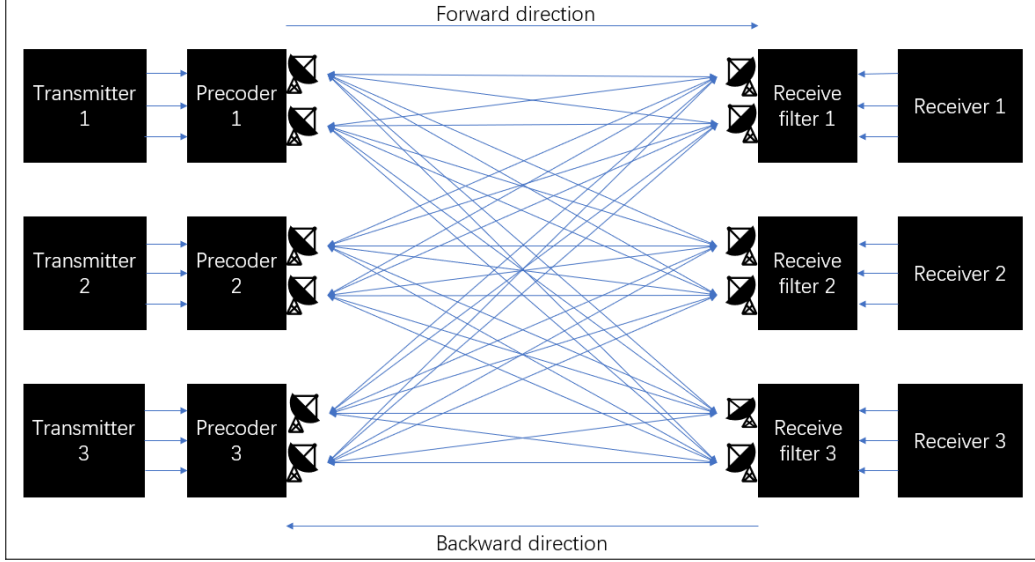 Forward direction
Transmitter
1
Precoder
1
Receive
filter 1
Receiver 1
Transmitter
2
Precoder
2
Receive
filter 2
Receiver 2
Transmitter
3
Precoder
3
Receive
filter 3
Receiver 3
Backward direction